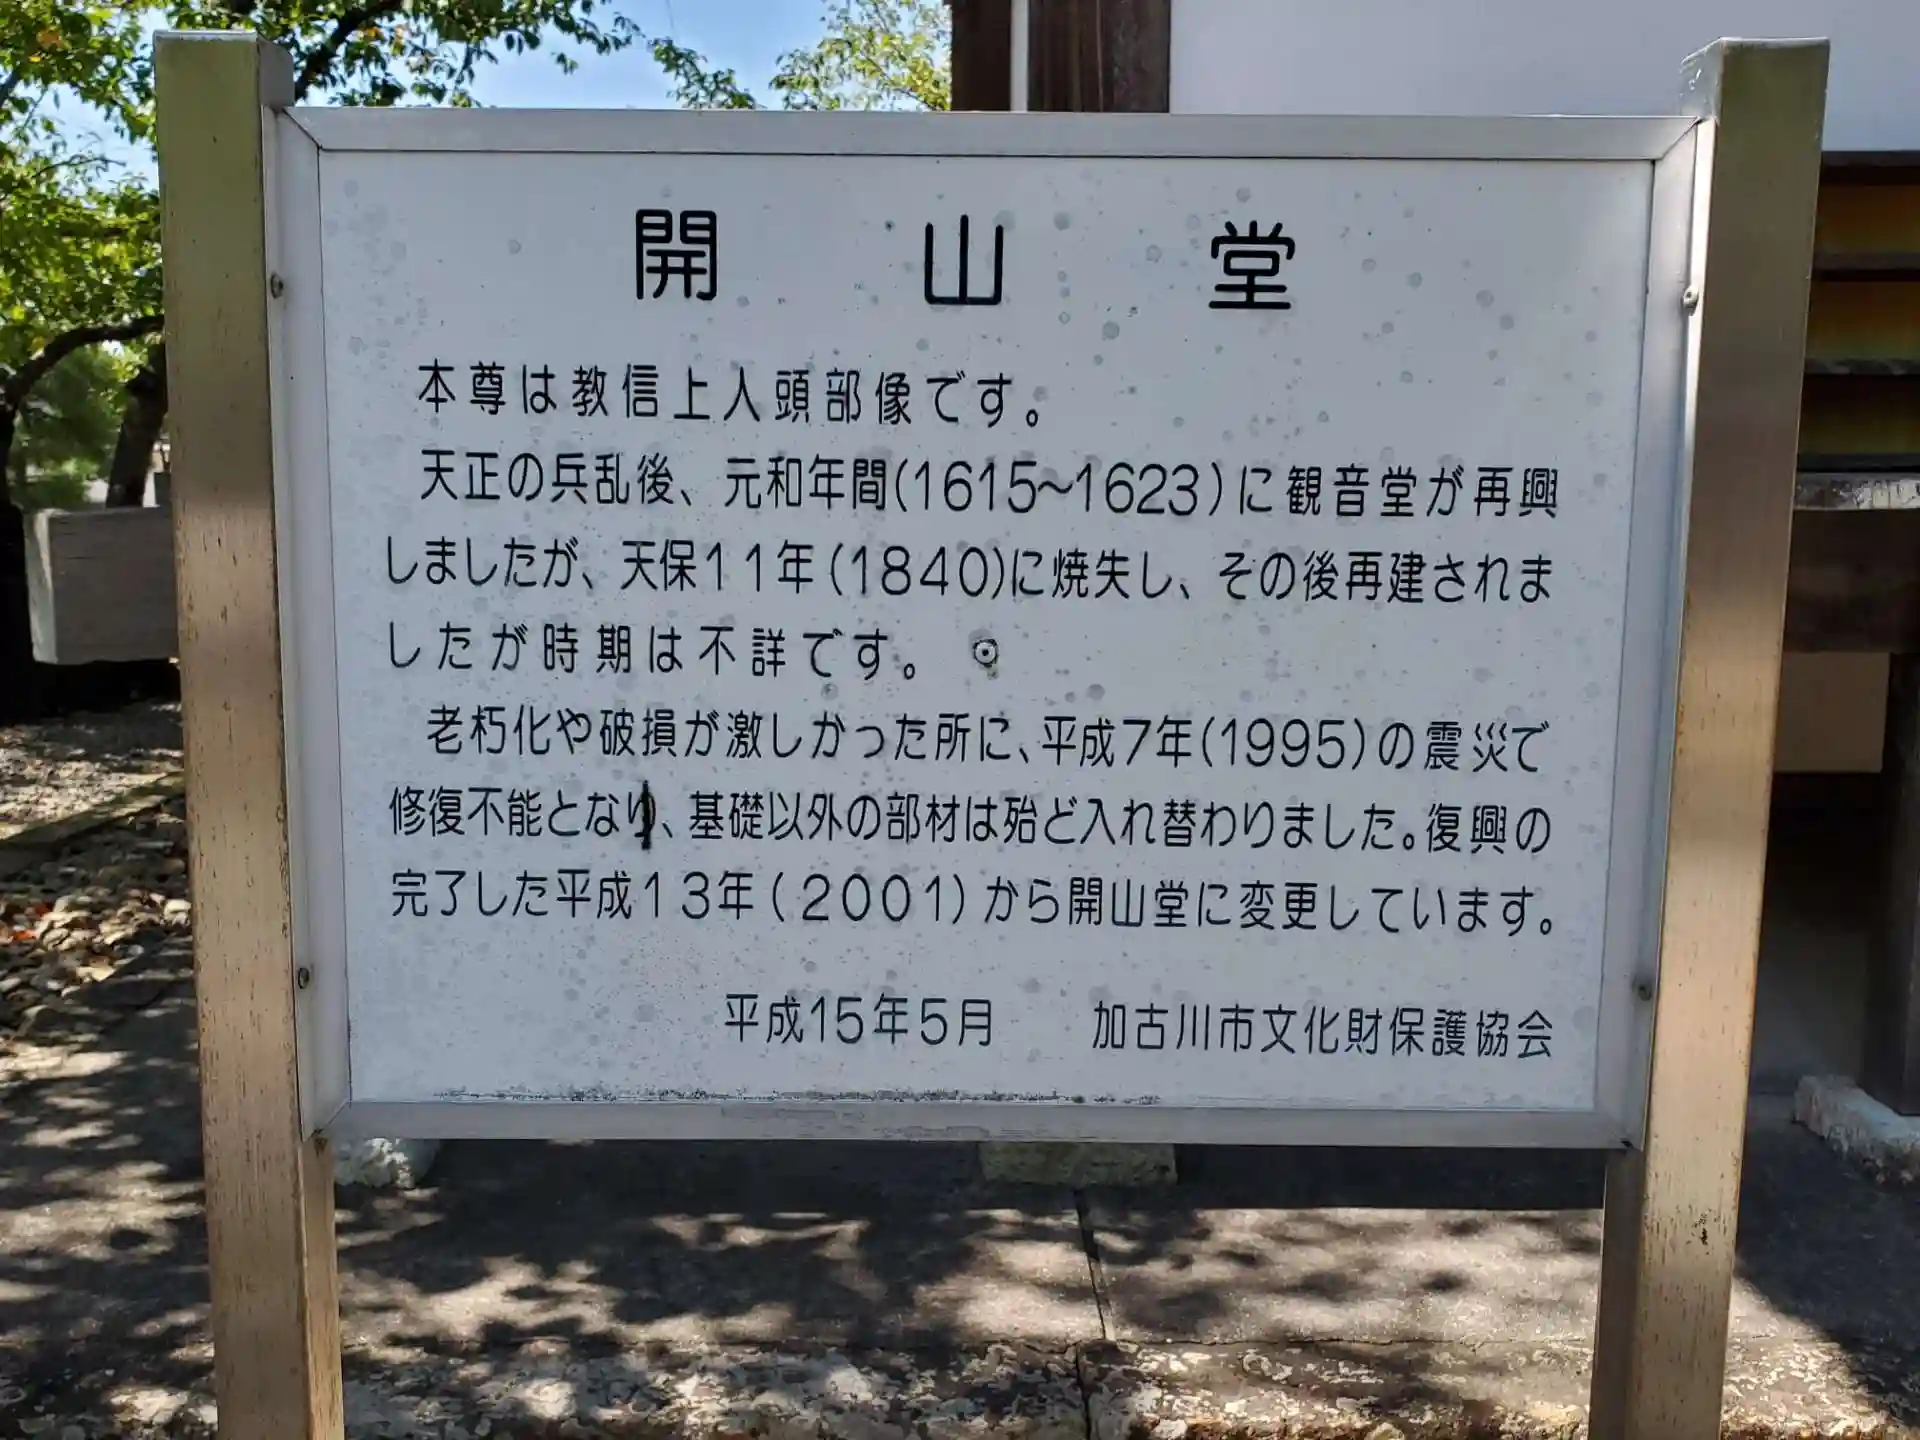 開山堂
本尊は教信上人頭部像です。
天正の兵乱後、元和年間(1615~1623)に観音堂が再興
しましたが、天保11年(1840)に焼失し、その後再建されま
したが時期は不詳です。
老朽化や破損が激しかった所に、平成7年(1995)の震災で
修復不能となり、基礎以外の部材は殆ど入れ替わりました。復興の
完了した平成13年(2001)から開山堂に変更しています。
平成15年5月 加古川市文化財保護協会